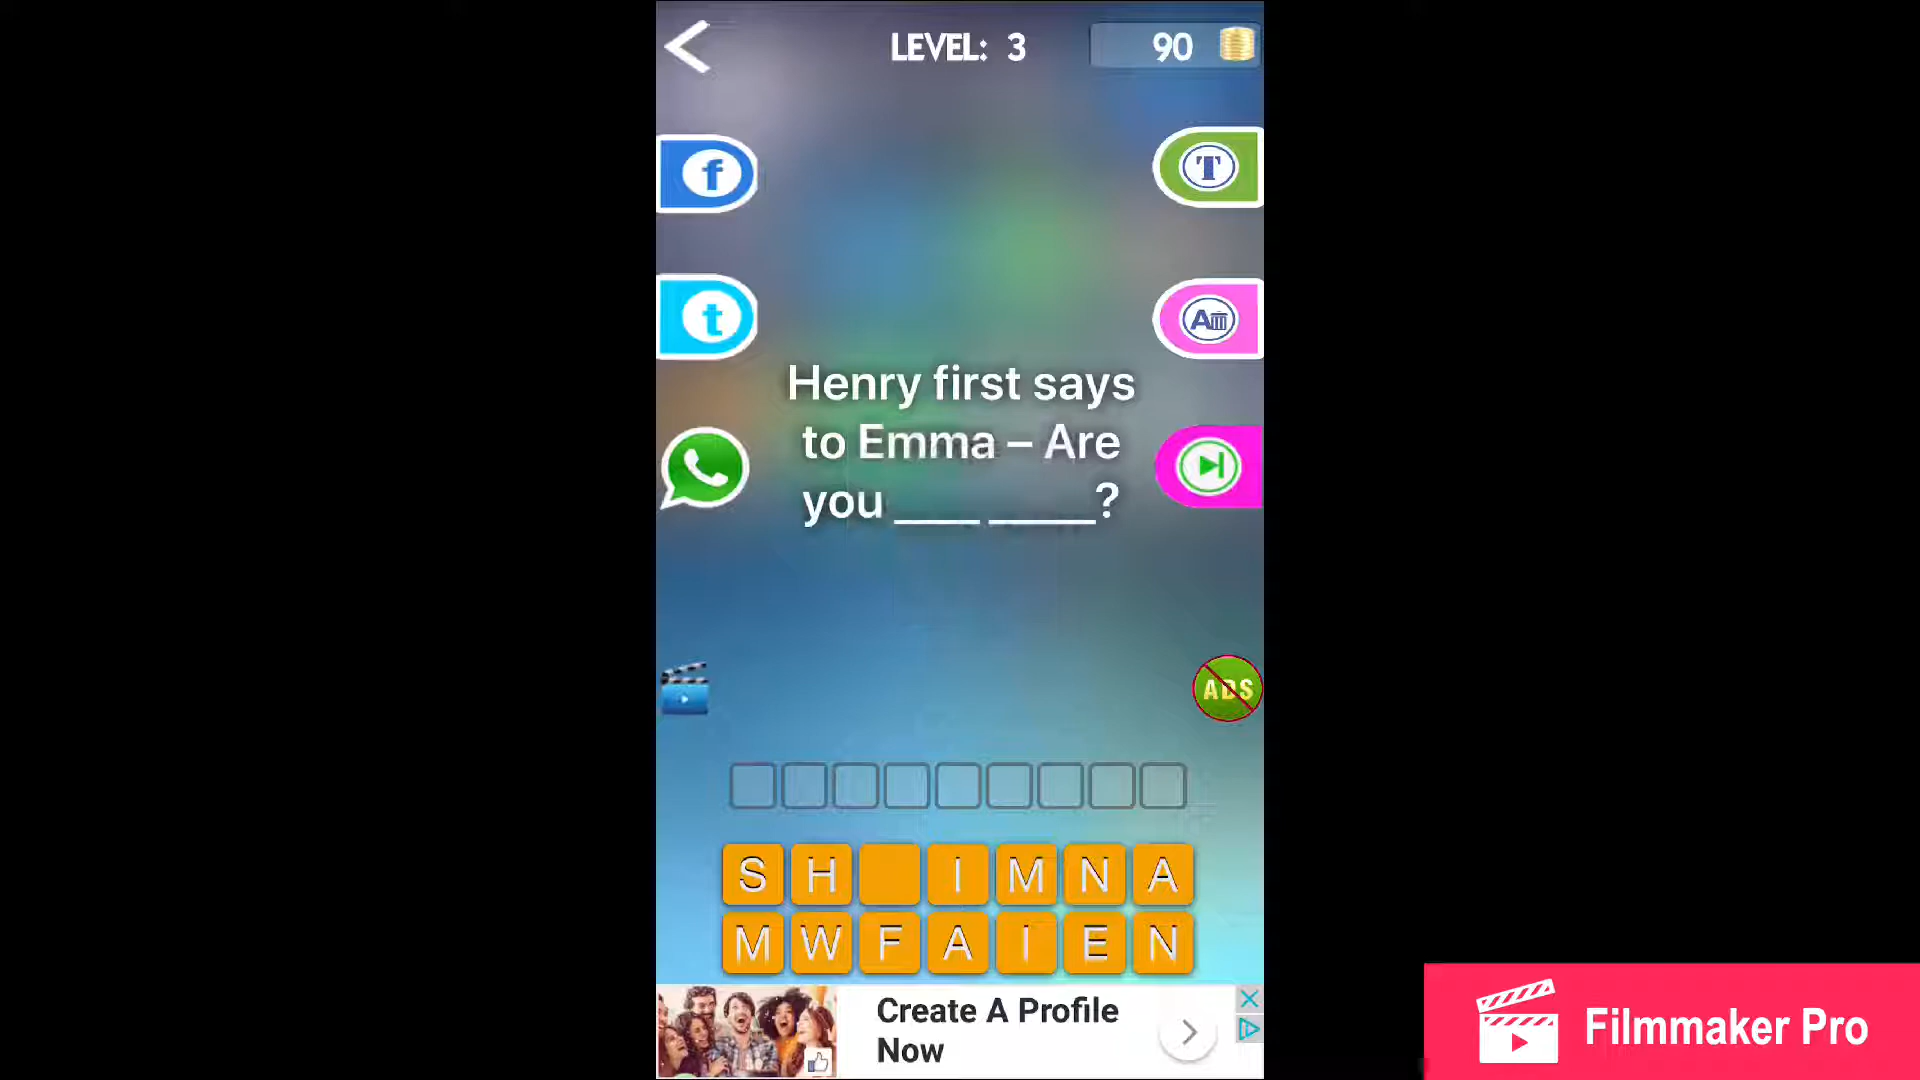 LEVEL: 3
90
f
T
t
A
Henry first says
to Emma – Are
you ____ _____?
ADS
S H I M N A
M W F A I E N
Create A Profile
Now
Filmmaker Pro